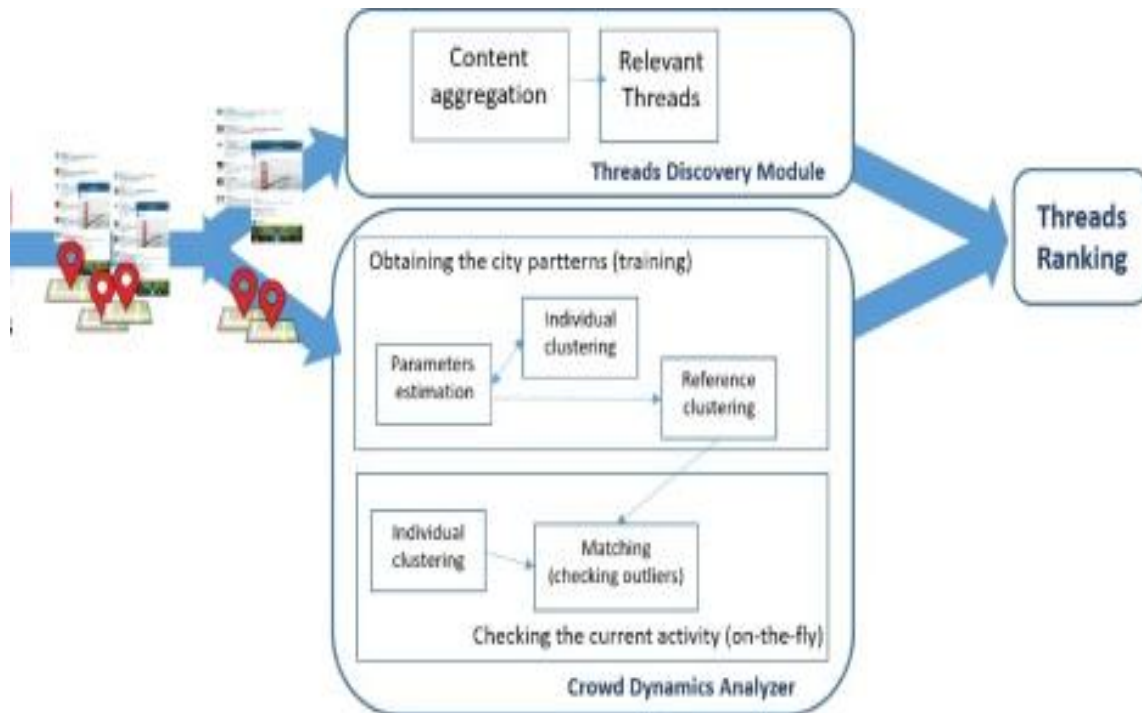 Content
aggregation
Relevant
Threads
Threads Discovery Module
Obtaining the city partterns (training)
Individual
clustering
Parameters
estimation
Reference
clustering
Individual
clustering
Matching
(checking outliers)
Checking the current activity (on-the-fly)
Crowd Dynamics Analyzer
Threads
Ranking